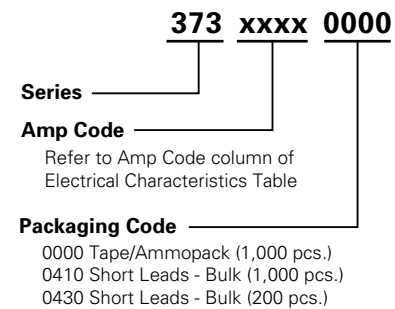 373 xxxx 0000
Series
Amp Code
Refer to Amp Code column of
Electrical Characteristics Table
Packaging Code
0000 Tape/Ammopack (1,000 pcs.)
0410 Short Leads - Bulk (1,000 pcs.)
0430 Short Leads - Bulk (200 pcs.)